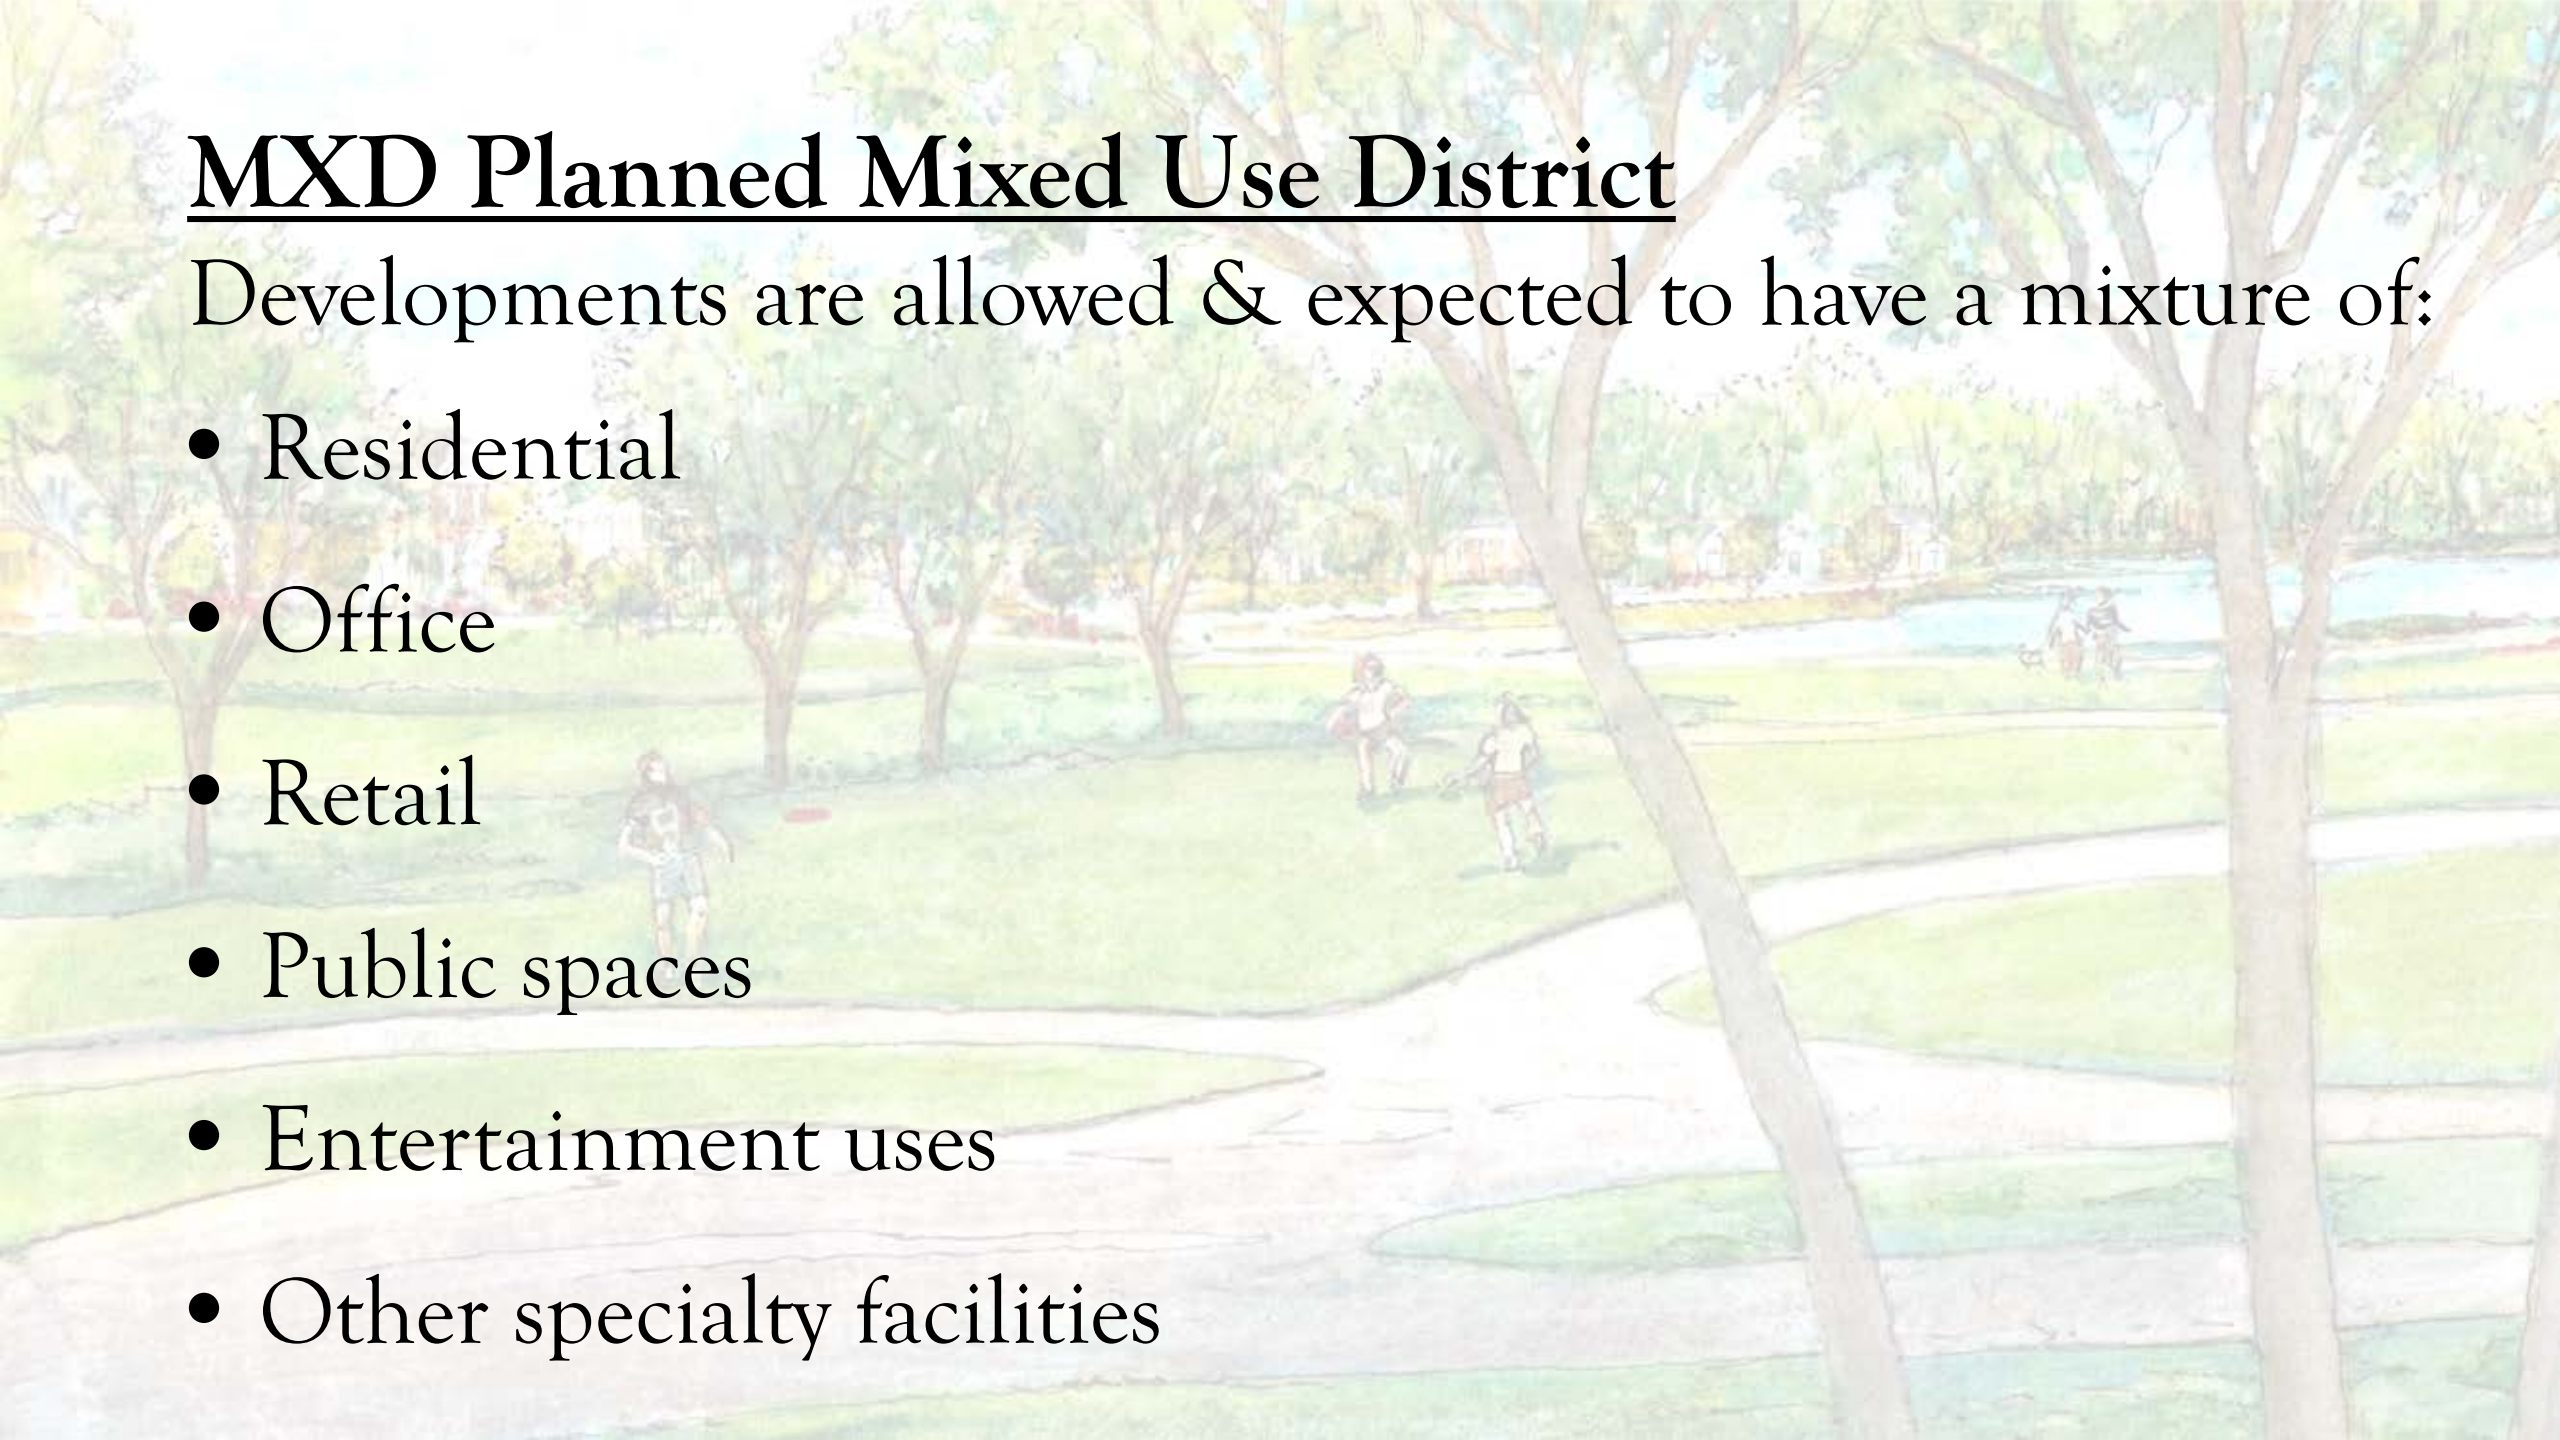 MXD Planned Mixed Use District
Developments are allowed & expected to have a mixture of:
• Residential
• Office
• Retail
• Public spaces
• Entertainment uses
• Other specialty facilities